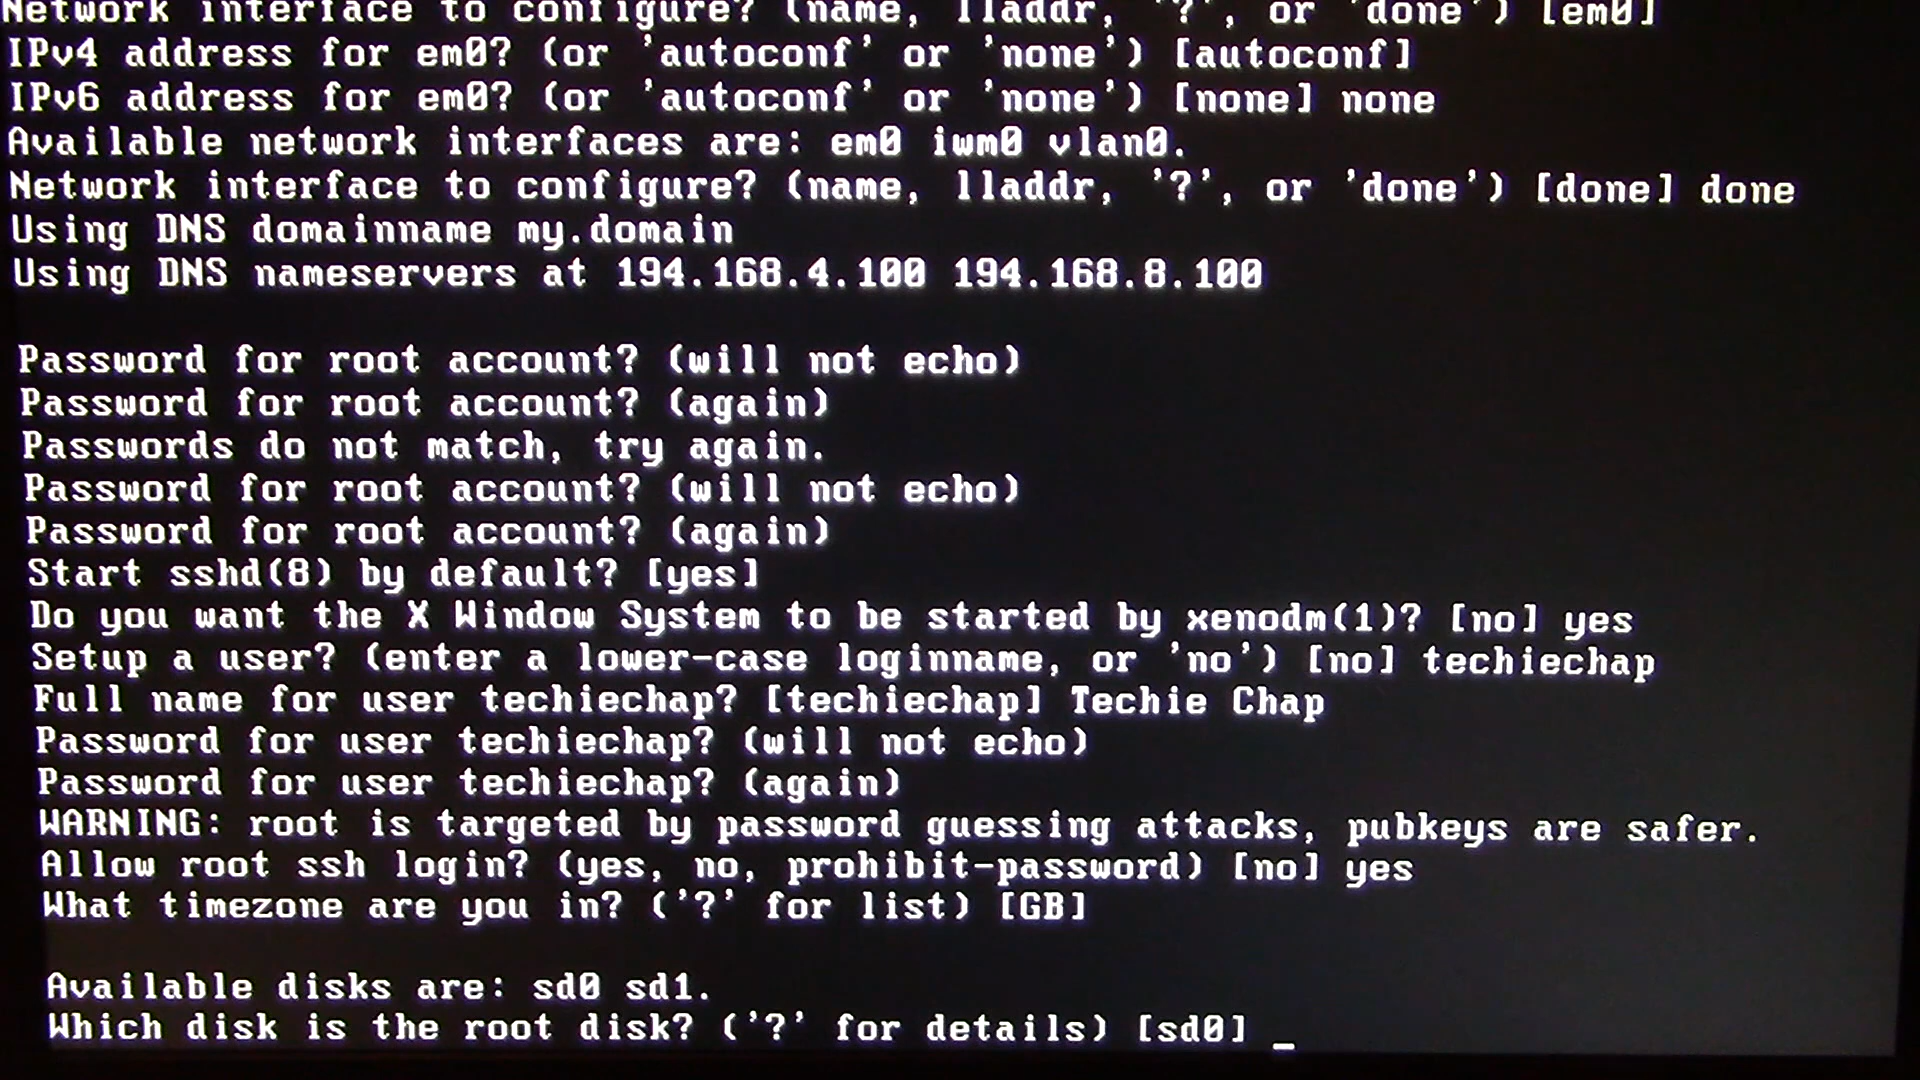 Network interface to configure? (name, lladdr, '?', or 'done') [em0]
IPv4 address for em0? (or 'autoconf' or 'none') [autoconf]
IPv6 address for em0? (or 'autoconf' or 'none') [none] none
Available network interfaces are: em0 iwm0 vlan0.
Network interface to configure? (name, lladdr, '?', or 'done') [done] done
Using DNS domainname my.domain
Using DNS nameservers at 194.168.4.100 194.168.8.100
Password for root account? (will not echo)
Password for root account? (again)
Passwords do not match, try again.
Password for root account? (will not echo)
Password for root account? (again)
Start sshd(8) by default? [yes]
Do you want the X Window System to be started by xenodm(1)? [no] yes
Setup a user? (enter a lower-case loginname, or 'no') [no] techiechap
Full name for user techiechap? [techiechap] Techie Chap
Password for user techiechap? (will not echo)
Password for user techiechap? (again)
WARNING: root is targeted by password guessing attacks, pubkeys are safer.
Allow root ssh login? (yes, no, prohibit-password) [no] yes
What timezone are you in? ('?' for list) [GB]
Available disks are: sd0 sd1.
Which disk is the root disk? ('?' for details) [sd0] _